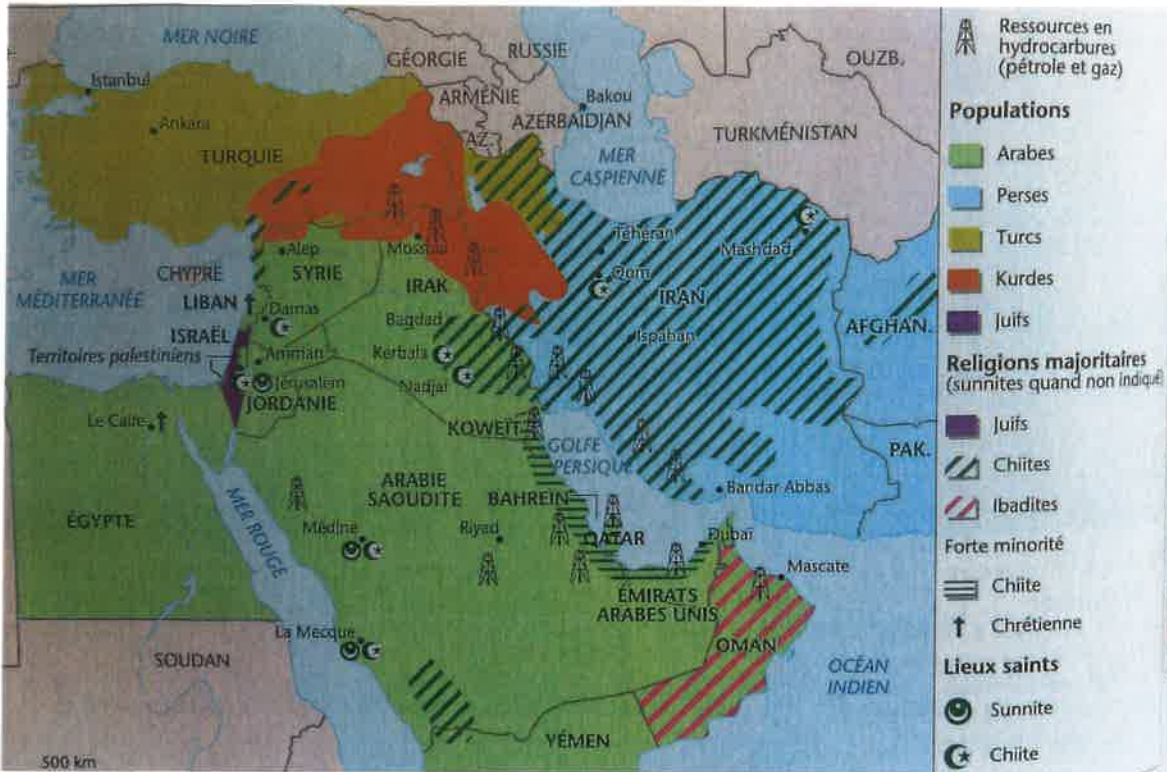 MER NOIRE
GÉORGIE
RUSSIE
OUZB.
Istanbul
ARMÉNIE
Bakou
Ankara
AZERBAÏDJAN
TURKMÉNISTAN
AZ.
TURQUIE
MER
CASPIENNE
Téhéran
Mashdad
Alep
Mossoul
CHYPRE
SYRIE
MER
MÉDITERRANÉE
IRAK
Qom
LIBAN
IRAN
Damas
Bagdad
AFGHAN.
ISRAËL
Ispahan
Territoires palestiniens
Amman
Kerbala
Jérusalem
Nadjaf
JORDANIE
Le Caire
KOWEÏT
GOLFE
PERSIQUE
PAK.
ARABIE
SAOUDITE
BAHREIN
Bandar Abbas
ÉGYPTE
MER ROUGE
Médine
Riyad
QATAR
Dubaï
Mascate
ÉMIRATS
ARABES UNIS
La Mecque
OMAN
SOUDAN
OCÉAN
INDIEN
YÉMEN
500 km
Ressources en
hydrocarbures
(pétrole et gaz)
Populations
Arabes
Perses
Turcs
Kurdes
Juifs
Religions majoritaires
(sunnites quand non indiqué)
Juifs
Chiites
Ibadites
Forte minorité
Chiite
Chrétienne
Lieux saints
Sunnite
Chiite